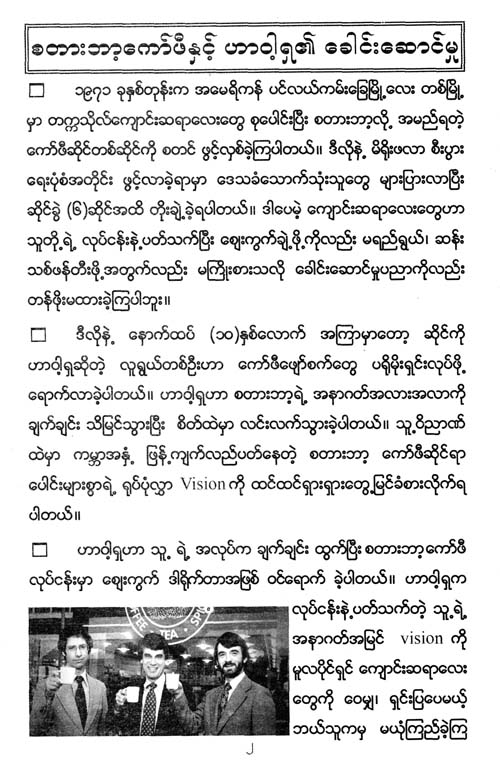 စတားဘာ့ကော်ဖီနှင့် ဟာဝါ့ရှ၏ ခေါင်းဆောင်မှု
၁၉၇၁ ခုနှစ်တုန်းက အမေရိကန် ပင်လယ်ကမ်းခြေမြို့လေး တစ်မြို့
မှာ တက္ကသိုလ်ကျောင်းဆရာလေးတွေ စုပေါင်းပြီး စတားဘာ့လို့ အမည်ရတဲ့
ကော်ဖီဆိုင်တစ်ဆိုင်ကို စတင် ဖွင့်လှစ်ခဲ့ကြပါတယ်။ ဒီလိုနဲ့ မိရိုးဖလာ စီးပွား
ရေးပုံစံအတိုင်း ဖွင့်လာခဲ့ရာမှာ ဒေသခံသောက်သုံးသူတွေ များပြားလာပြီး
ဆိုင်ခွဲ (၆)ဆိုင်အထိ တိုးချဲ့ခဲ့ရပါတယ်။ ဒါပေမဲ့ ကျောင်းဆရာလေးတွေဟာ
သူတို့ရဲ့ လုပ်ငန်းနဲ့ပတ်သက်ပြီး ဈေးကွက်ချဲ့ဖို့ကိုလည်း မရည်ရွယ်၊ ဆန်း
သစ်ဖန်တီးဖို့အတွက်လည်း မကြိုးစားသလို ခေါင်းဆောင်မှုပညာကိုလည်း
တန်ဖိုးမထားခဲ့ကြပါဘူး။
ဒီလိုနဲ့ နောက်ထပ် (၁၀)နှစ်လောက် အကြာမှာတော့ ဆိုင်ကို
ဟာဝါ့ရှဆိုတဲ့ လူရွယ်တစ်ဦးဟာ ကော်ဖီဖျော်စက်တွေ ပရိုမိုးရှင်းလုပ်ဖို့
ရောက်လာခဲ့ပါတယ်။ ဟာဝါ့ရှဟာ စတားဘာ့ရဲ့ အနာဂတ်အလားအလာကို
ချက်ချင်း သိမြင်သွားပြီး စိတ်ထဲမှာ လင်းလက်သွားခဲ့ပါတယ်။ သူ့ဝိညာဏ်
ထဲမှာ ကမ္ဘာအနှံ့ ဖြန့်ကျက်လည်ပတ်နေတဲ့ စတားဘာ့ ကော်ဖီဆိုင်ရာ
ပေါင်းများစွာရဲ့ ရုပ်ပုံလွှာ Vision ကို ထင်ထင်ရှားရှားတွေ့မြင်ခံစားလိုက်ရ
ပါတယ်။
ဟာဝါ့ရှဟာ သူ့ ရဲ့ အလုပ်က ချက်ချင်း ထွက်ပြီး စတားဘာ့ကော်ဖီ
လုပ်ငန်းမှာ ဈေးကွက် ဒါရိုက်တာအဖြစ် ဝင်ရောက် ခဲ့ပါတယ်။ ဟာဝါ့ရှက
လုပ်ငန်းနဲ့ပတ်သက်တဲ့ သူ့ရဲ့
အနာဂတ်အမြင် vision ကို
မူလပိုင်ရှင် ကျောင်းဆရာလေး
တွေကို ဝေမျှ၊ ရှင်းပြပေမယ့်
ဘယ်သူကမှ မယုံကြည်ခဲ့ကြ
TEA
၂